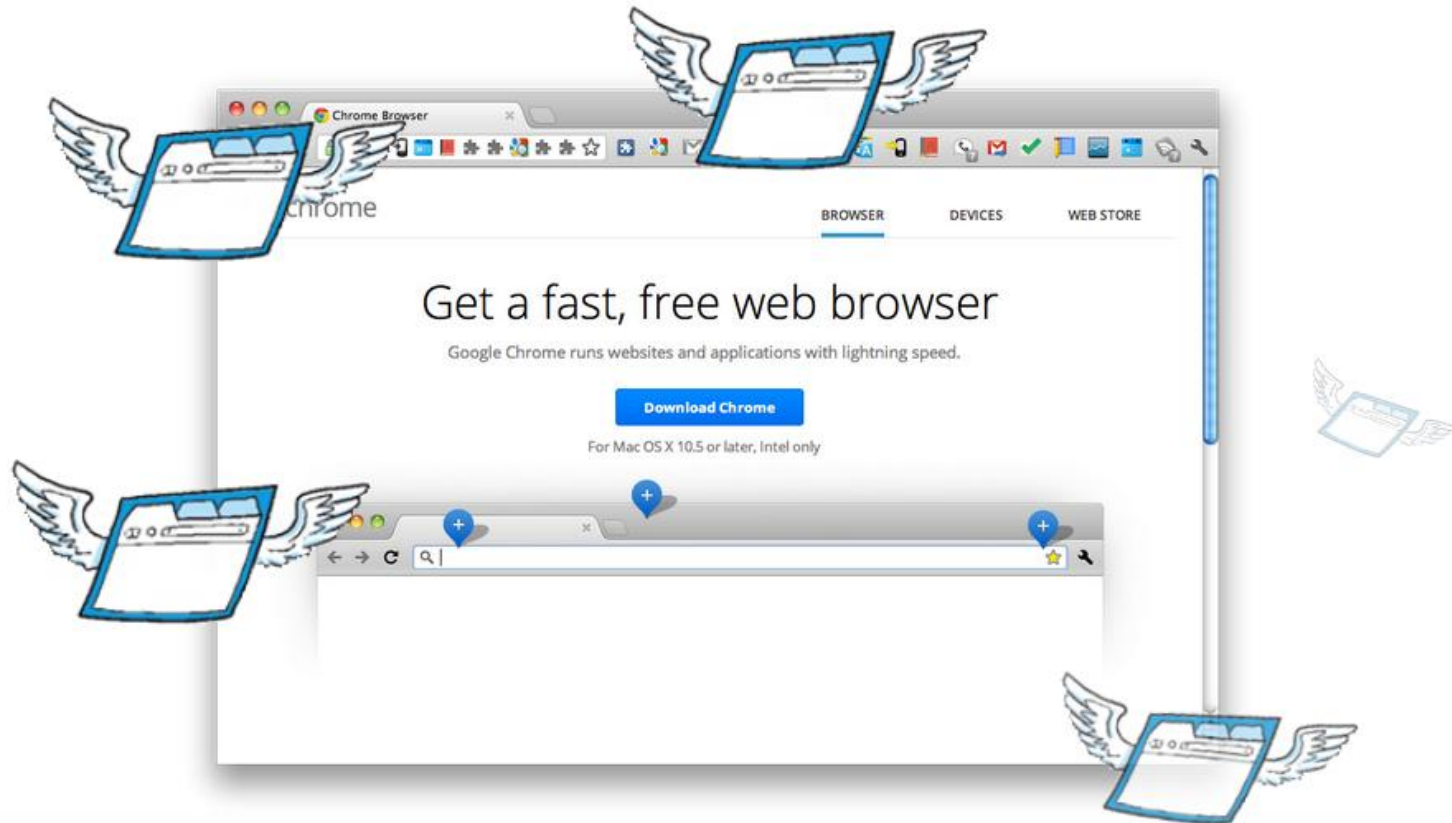 Chrome Browser
chrome
BROWSER DEVICES WEB STORE
Get a fast, free web browser
Google Chrome runs websites and applications with lightning speed.
Download Chrome
For Mac OS X 10.5 or later, Intel only